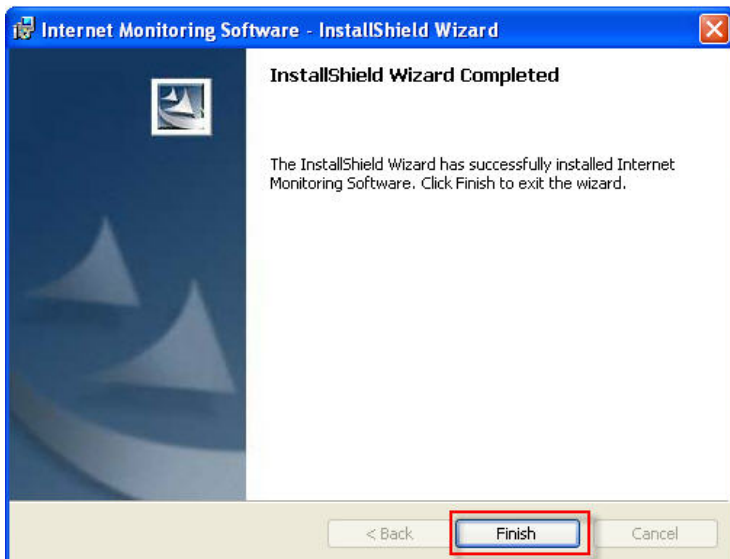 Internet Monitoring Software - InstallShield Wizard
InstallShield Wizard Completed
The InstallShield Wizard has successfully installed Internet
Monitoring Software. Click Finish to exit the wizard.
< Back
Finish
Cancel